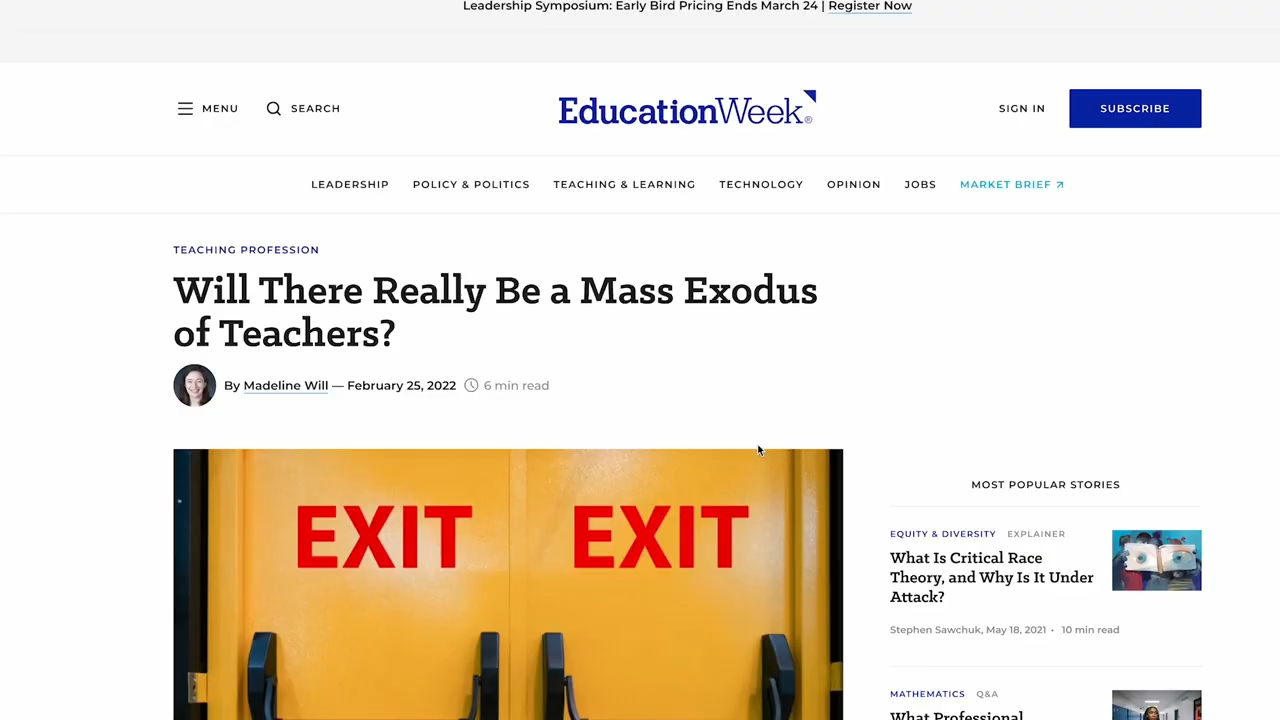 Leadership Symposium: Early Bird Pricing Ends March 24 | Register Now
MENU
SEARCH
EducationWeek®
SIGN IN
SUBSCRIBE
LEADERSHIP
POLICY & POLITICS
TEACHING & LEARNING
TECHNOLOGY
OPINION
JOBS
MARKET BRIEF
TEACHING PROFESSION
Will There Really Be a Mass Exodus
of Teachers?
By Madeline Will — February 25, 2022
6 min read
EXIT
EXIT
MOST POPULAR STORIES
EQUITY & DIVERSITY EXPLAINER
What Is Critical Race
Theory, and Why Is It Under
Attack?
Stephen Sawchuk, May 18, 2021 • 10 min read
MATHEMATICS Q&A
What Professional